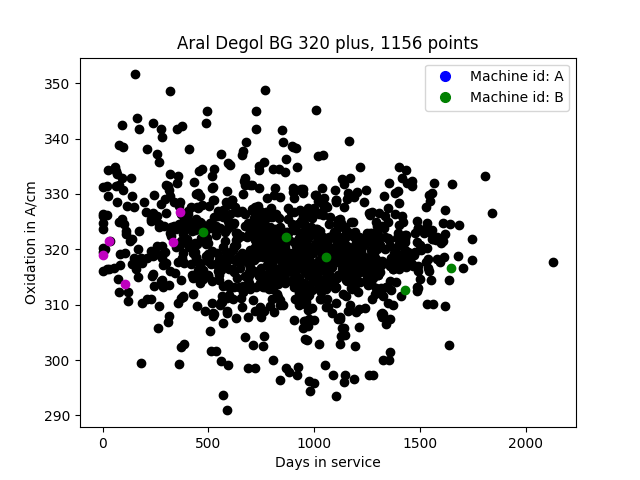 Aral Degol BG 320 plus, 1156 points
Machine id: A
Machine id: B
Oxidation in A/cm
350
340
330
320
310
300
290
0 500 1000 1500 2000
Days in service